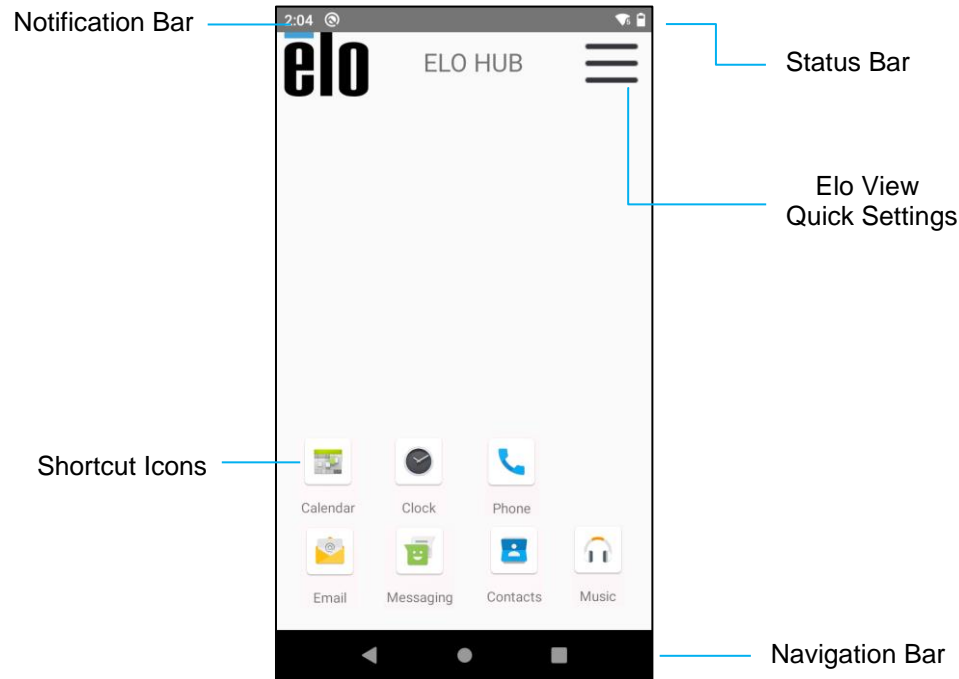 Notification Bar
2:04
Status Bar
elo
ELO HUB
Elo View
Quick Settings
Shortcut Icons
Calendar
Clock
Phone
Email
Messaging
Contacts
Music
Navigation Bar